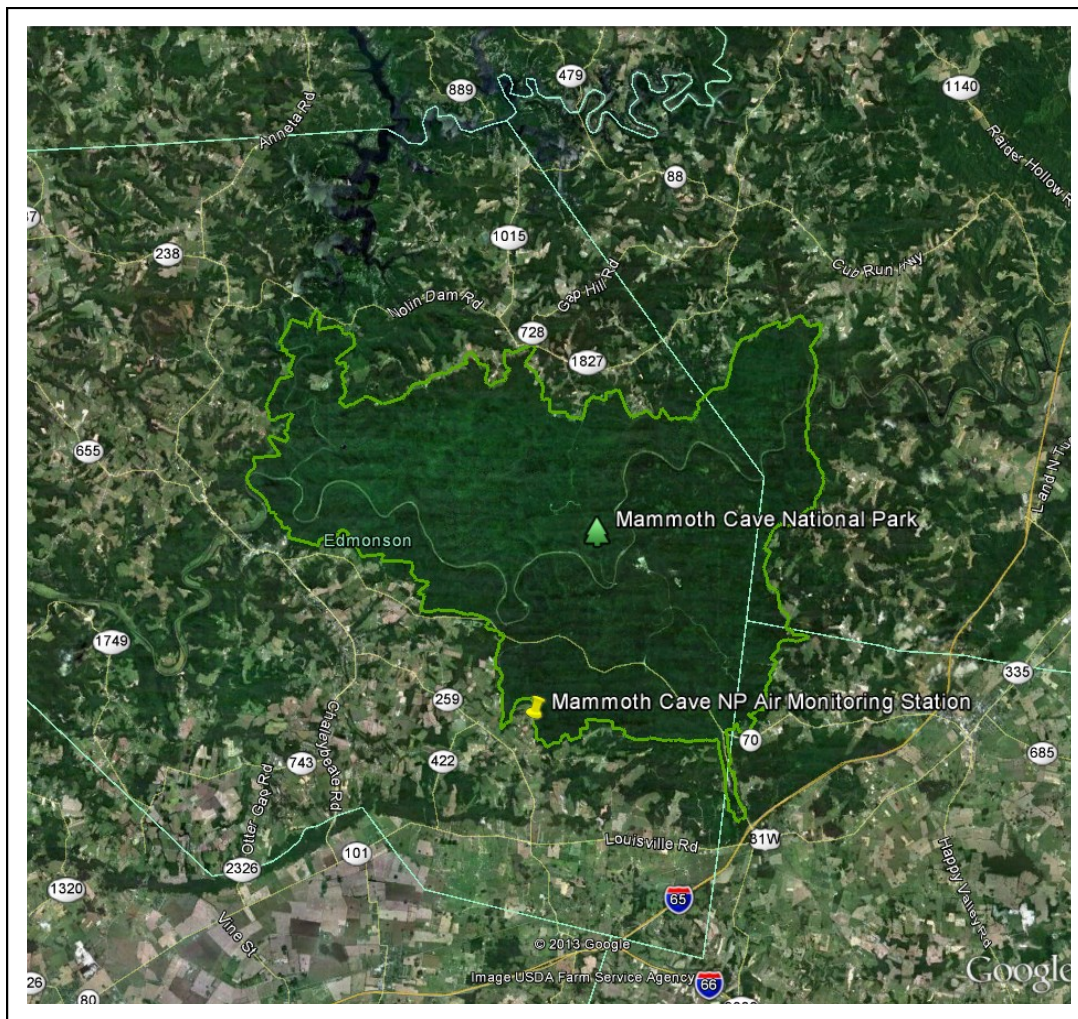 479
889
1140
Anneta Rd
Raider Hollow R
88
1015
238
Cub Run Hwy
Nolin Dam Rd
Gap Hill Rd
728
1827
655
Land N Tu
Mammoth Cave National Park
Edmonson
1749
335
259
Mammoth Cave NP Air Monitoring Station
70
685
422
743
Chaleybeate Rd
Otter Gap Rd
31W
Louisville Rd
101
2326
1320
Happy Valley Rd
65
Vine St
© 2013 Google
Image USDA Farm Service Agency
66
Google
26
80